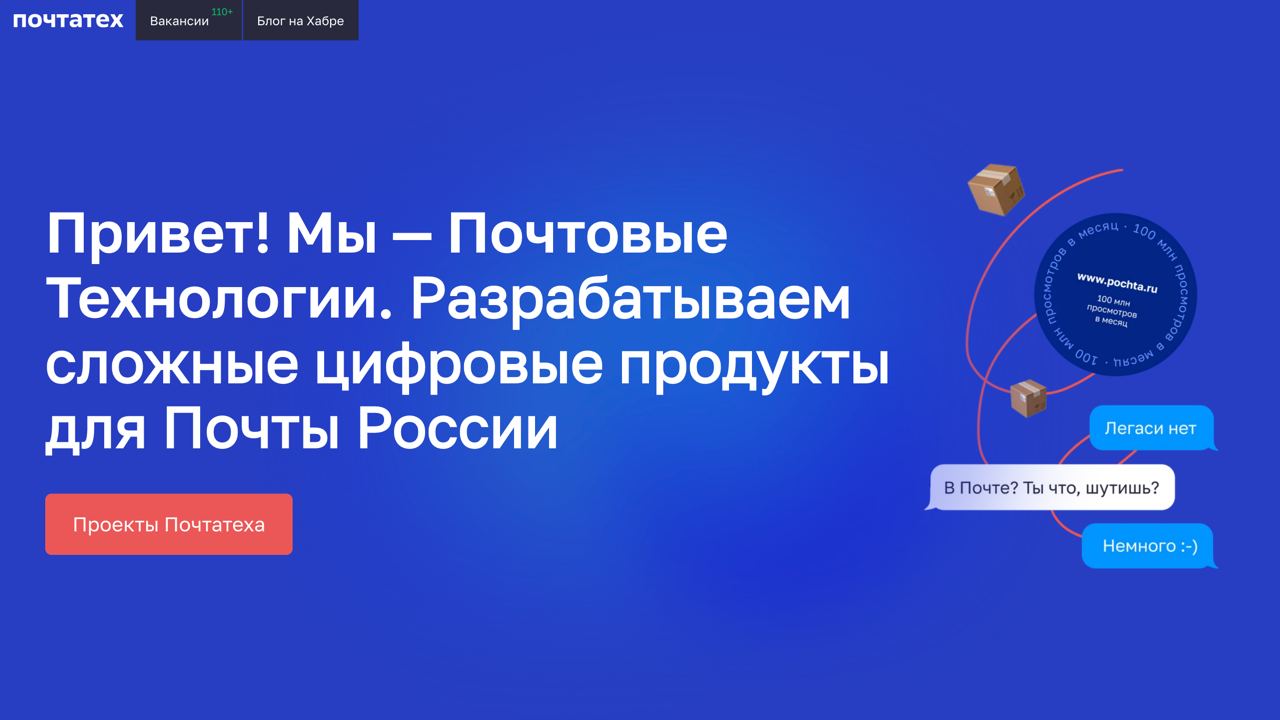 почтатех
Вакансии 110+
Блог на Хабре
Привет! Мы — Почтовые
Технологии. Разрабатываем
сложные цифровые продукты
для Почты России
Проекты Почтатеха
100 млн просмотров в месяц · 100 млн просмотров в месяц ·
www.pochta.ru
100 млн
просмотров
в месяц
Легаси нет
В Почте? Ты что, шутишь?
Немного :-)